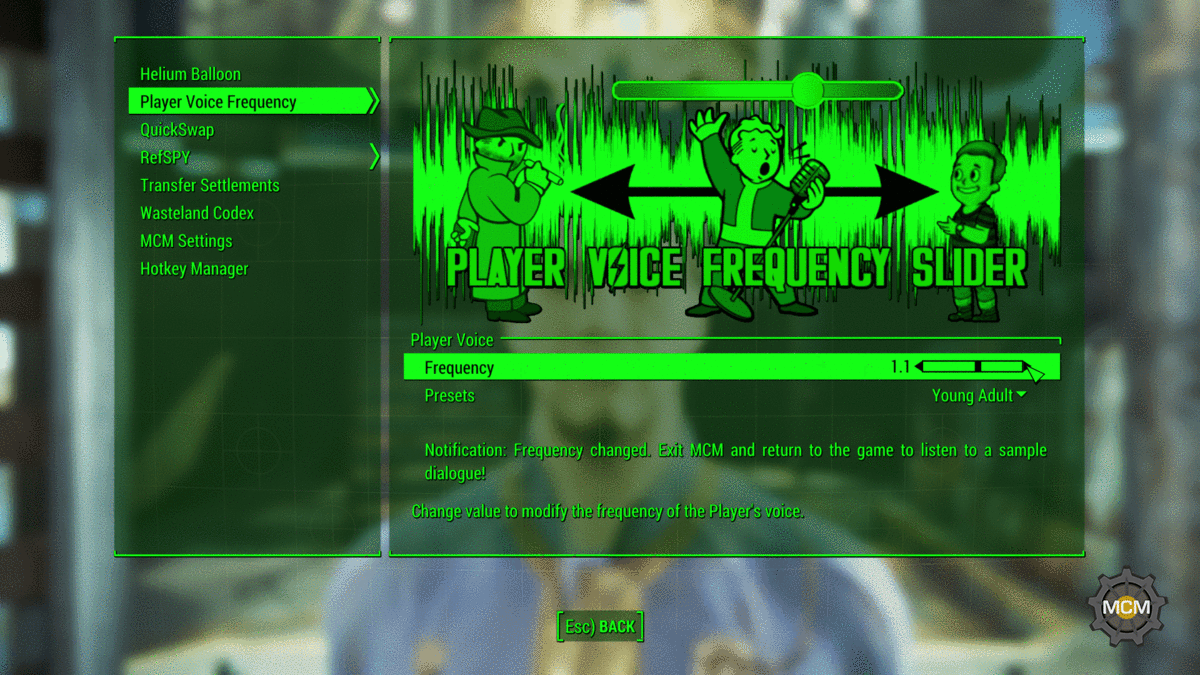 Helium Balloon
Player Voice Frequency
QuickSwap
RefSPY
Transfer Settlements
Wasteland Codex
MCM Settings
Hotkey Manager
PLAYER VOICE FREQUENCY SLIDER
Player Voice
Frequency 1.1
Presets Young Adult
Notification: Frequency changed. Exit MCM and return to the game to listen to a sample
dialogue!
Change value to modify the frequency of the Player's voice.
Esc) BACK
MCM